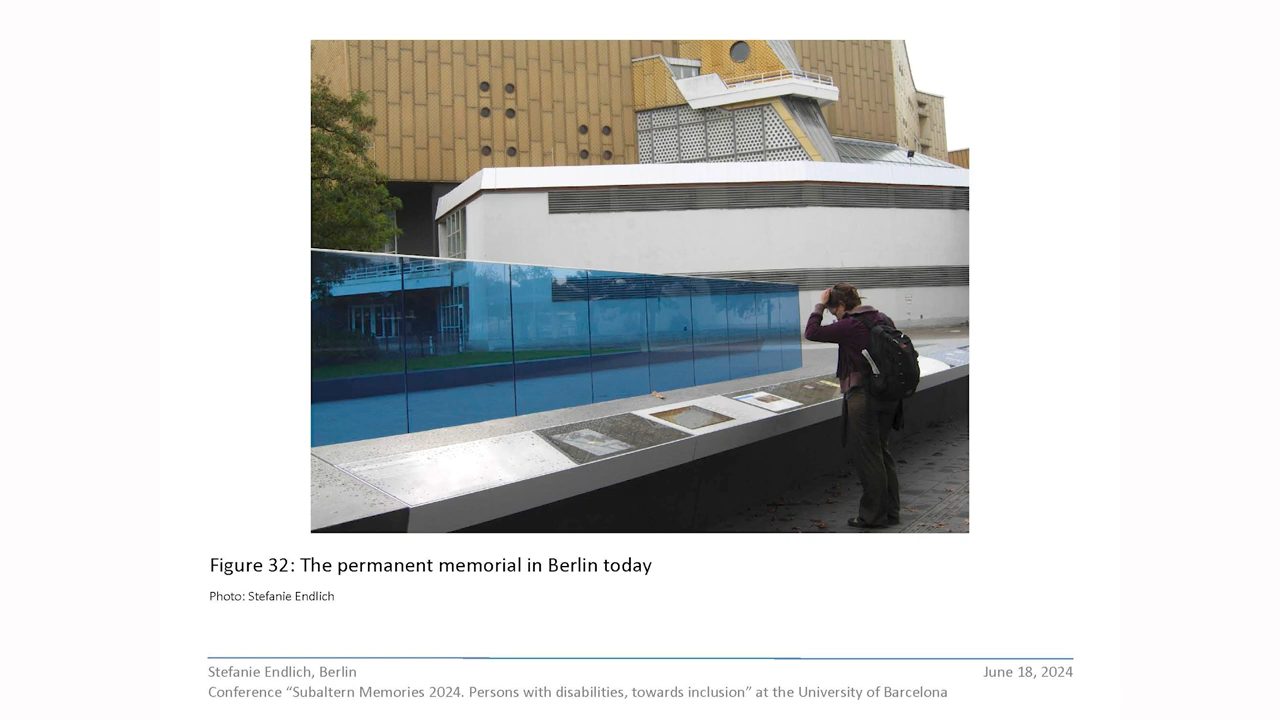 Figure 32: The permanent memorial in Berlin today
Photo: Stefanie Endlich
Stefanie Endlich, Berlin
June 18, 2024
Conference “Subaltern Memories 2024. Persons with disabilities, towards inclusion” at the University of Barcelona